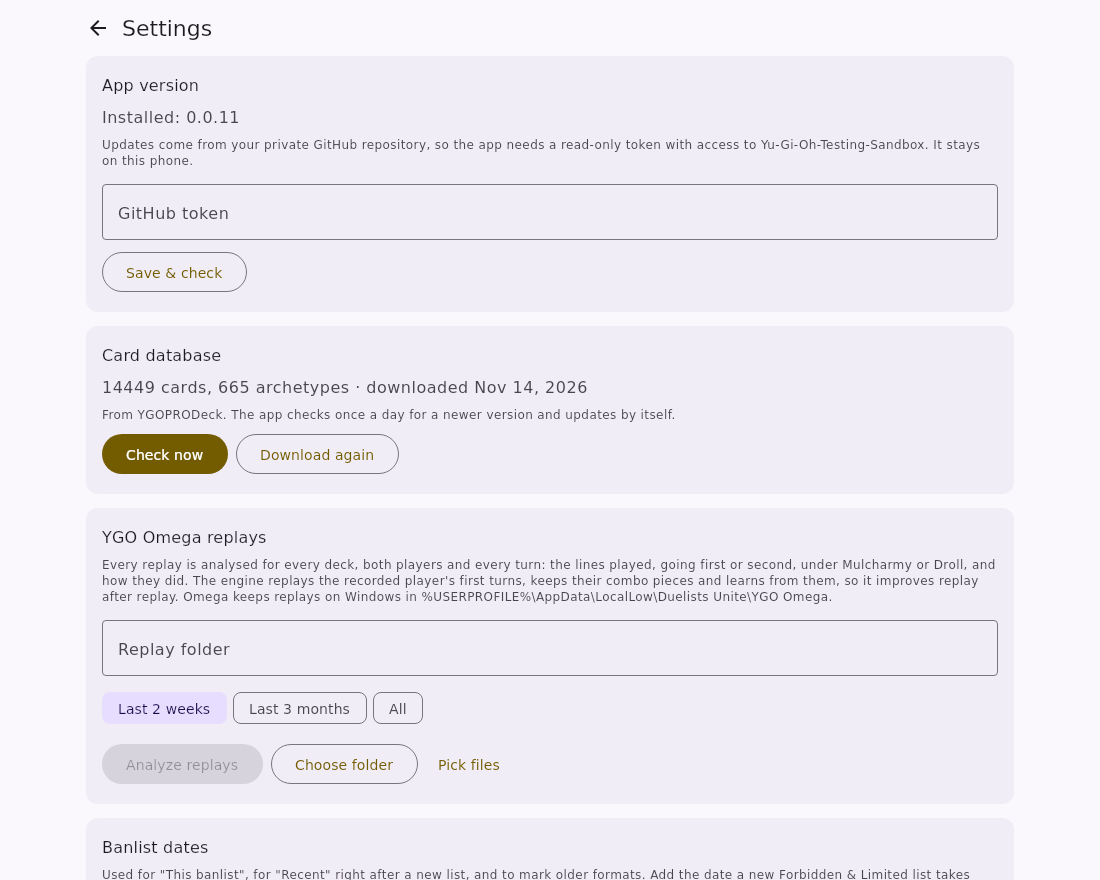 Settings
App version
Installed: 0.0.11
Updates come from your private GitHub repository, so the app needs a read-only token with access to Yu-Gi-Oh-Testing-Sandbox. It stays
on this phone.
GitHub token
Save & check
Card database
14449 cards, 665 archetypes · downloaded Nov 14, 2026
From YGOPRODeck. The app checks once a day for a newer version and updates by itself.
Check now
Download again
YGO Omega replays
Every replay is analysed for every deck, both players and every turn: the lines played, going first or second, under Mulcharmy or Droll, and
how they did. The engine replays the recorded player's first turns, keeps their combo pieces and learns from them, so it improves replay
after replay. Omega keeps replays on Windows in %USERPROFILE%\AppData\LocalLow\Duelists Unite\YGO Omega.
Replay folder
Last 2 weeks
Last 3 months
All
Analyze replays
Choose folder
Pick files
Banlist dates
Used for "This banlist", for "Recent" right after a new list, and to mark older formats. Add the date a new Forbidden & Limited list takes